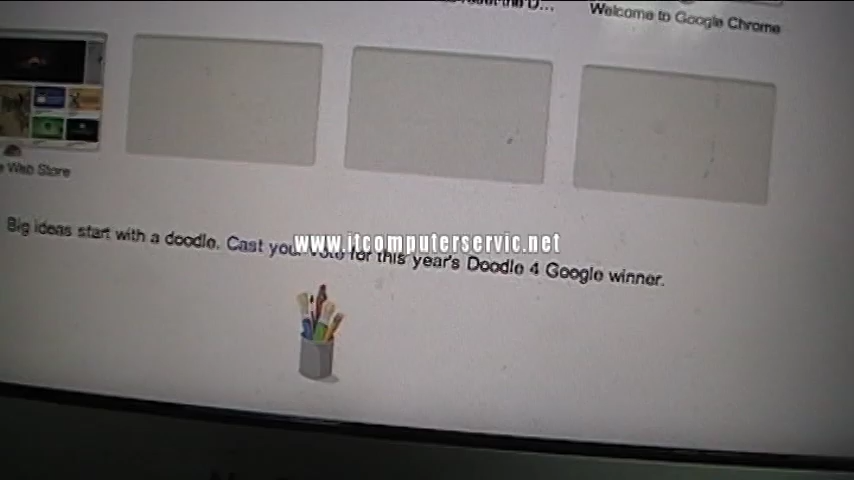 Welcome to Google Chrome
Web Store
Big ideas start with a doodle. Cast your vote for this year's Doodle 4 Google winner.
www.itcomputerservic.net